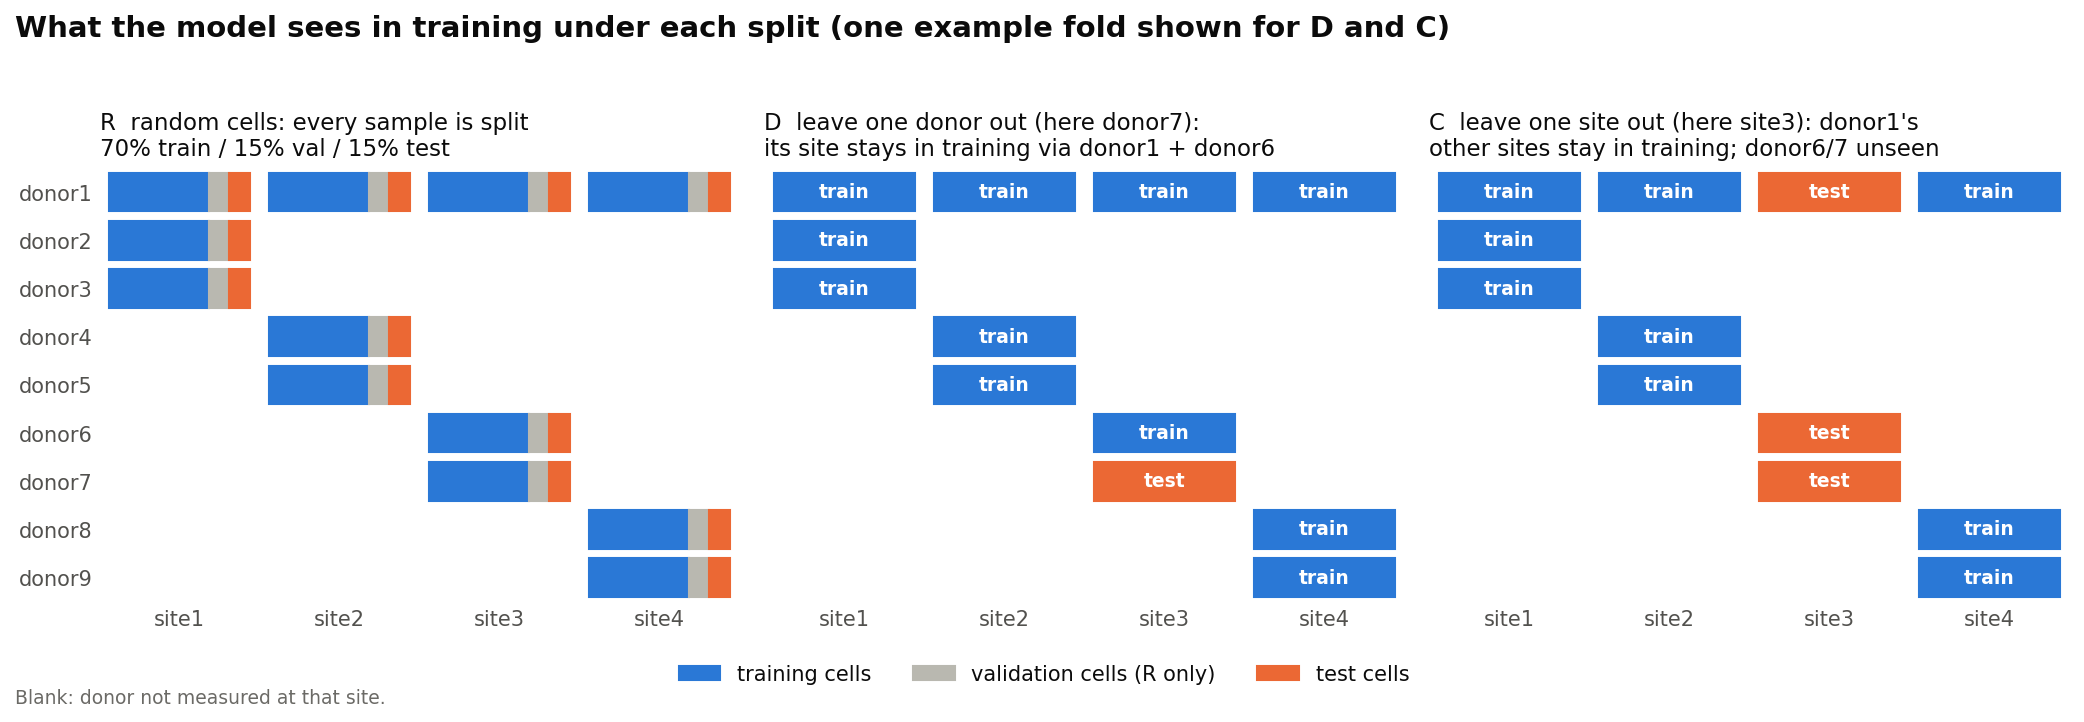 What the model sees in training under each split (one example fold shown for D and C)
R  random cells: every sample is split
70% train / 15% val / 15% test
D  leave one donor out (here donor7):
its site stays in training via donor1 + donor6
C  leave one site out (here site3): donor1's
other sites stay in training; donor6/7 unseen
donor1 train train train train train train test train
donor2 train train
donor3 train train
donor4 train train
donor5 train train
donor6 train test
donor7 test test
donor8 train train
donor9 train train
site1 site2 site3 site4 site1 site2 site3 site4 site1 site2 site3 site4
training cells validation cells (R only) test cells
Blank: donor not measured at that site.